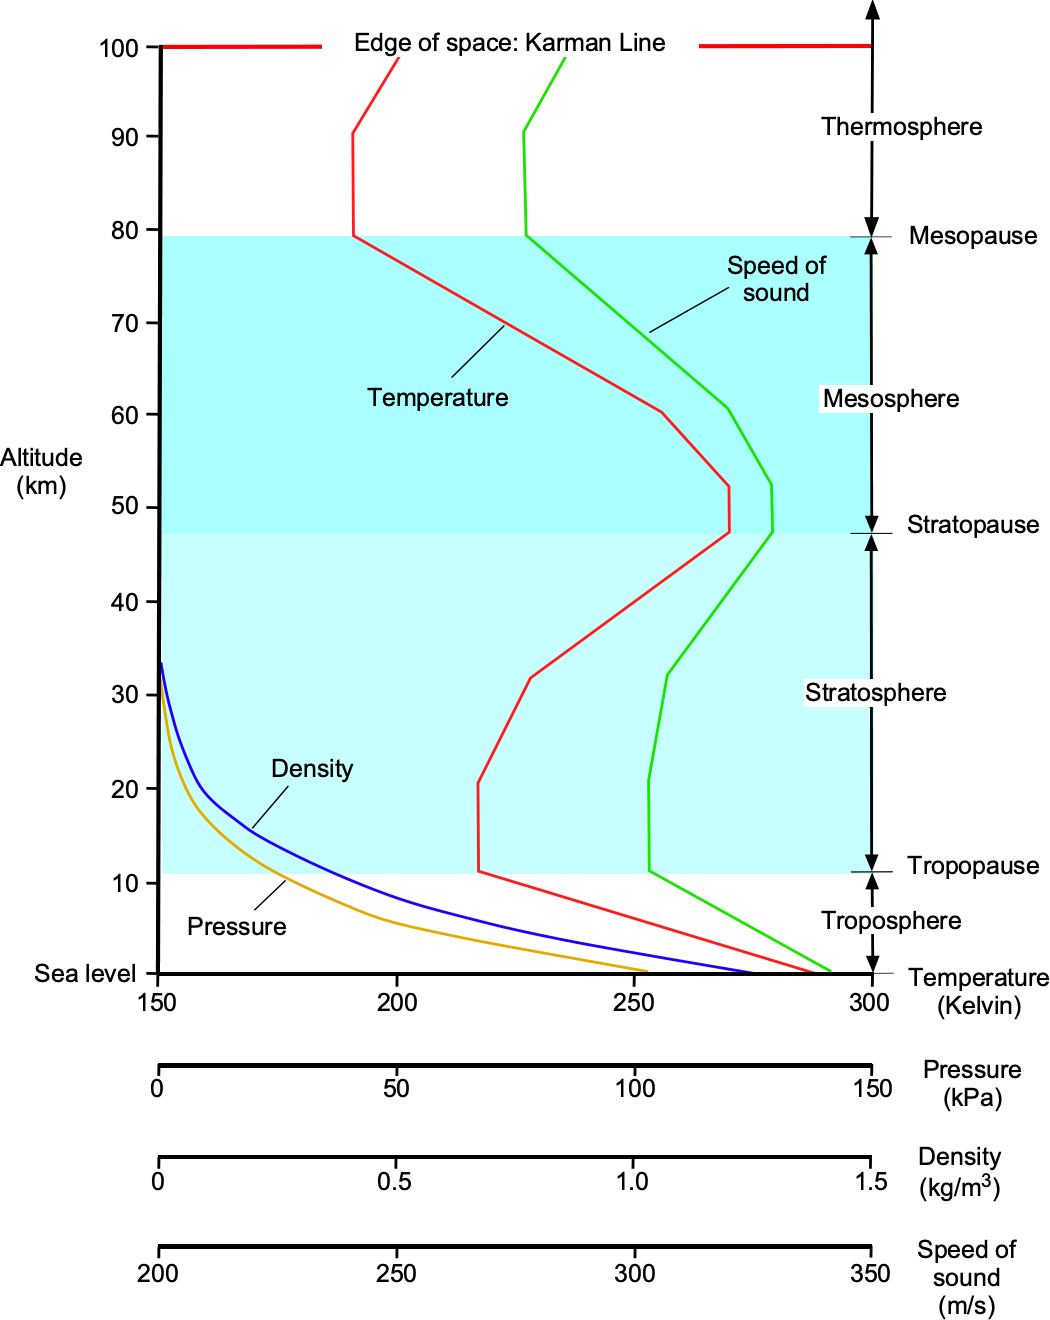 100
Edge of space: Karman Line
90
Thermosphere
80
Mesopause
Speed of
sound
70
Temperature
Mesosphere
60
Altitude
(km)
50
Stratopause
40
30
Stratosphere
Density
20
Tropopause
10
Pressure
Troposphere
Sea level
150 200 250 300
Temperature
(Kelvin)
0 50 100 150
Pressure
(kPa)
0 0.5 1.0 1.5
Density
(kg/m³)
200 250 300 350
Speed of
sound
(m/s)